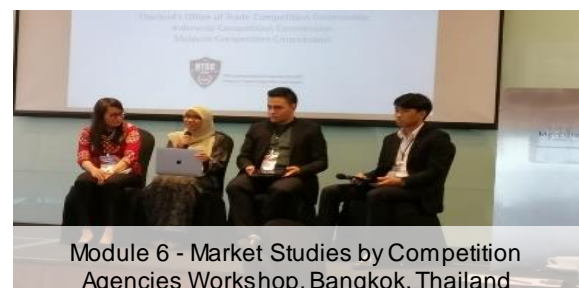 Thailand's Office of Trade Competition Commission
Indonesia Competition Commission
Malaysia Competition Commission
Module 6 - Market Studies by Competition
Agencies Workshop, Bangkok, Thailand